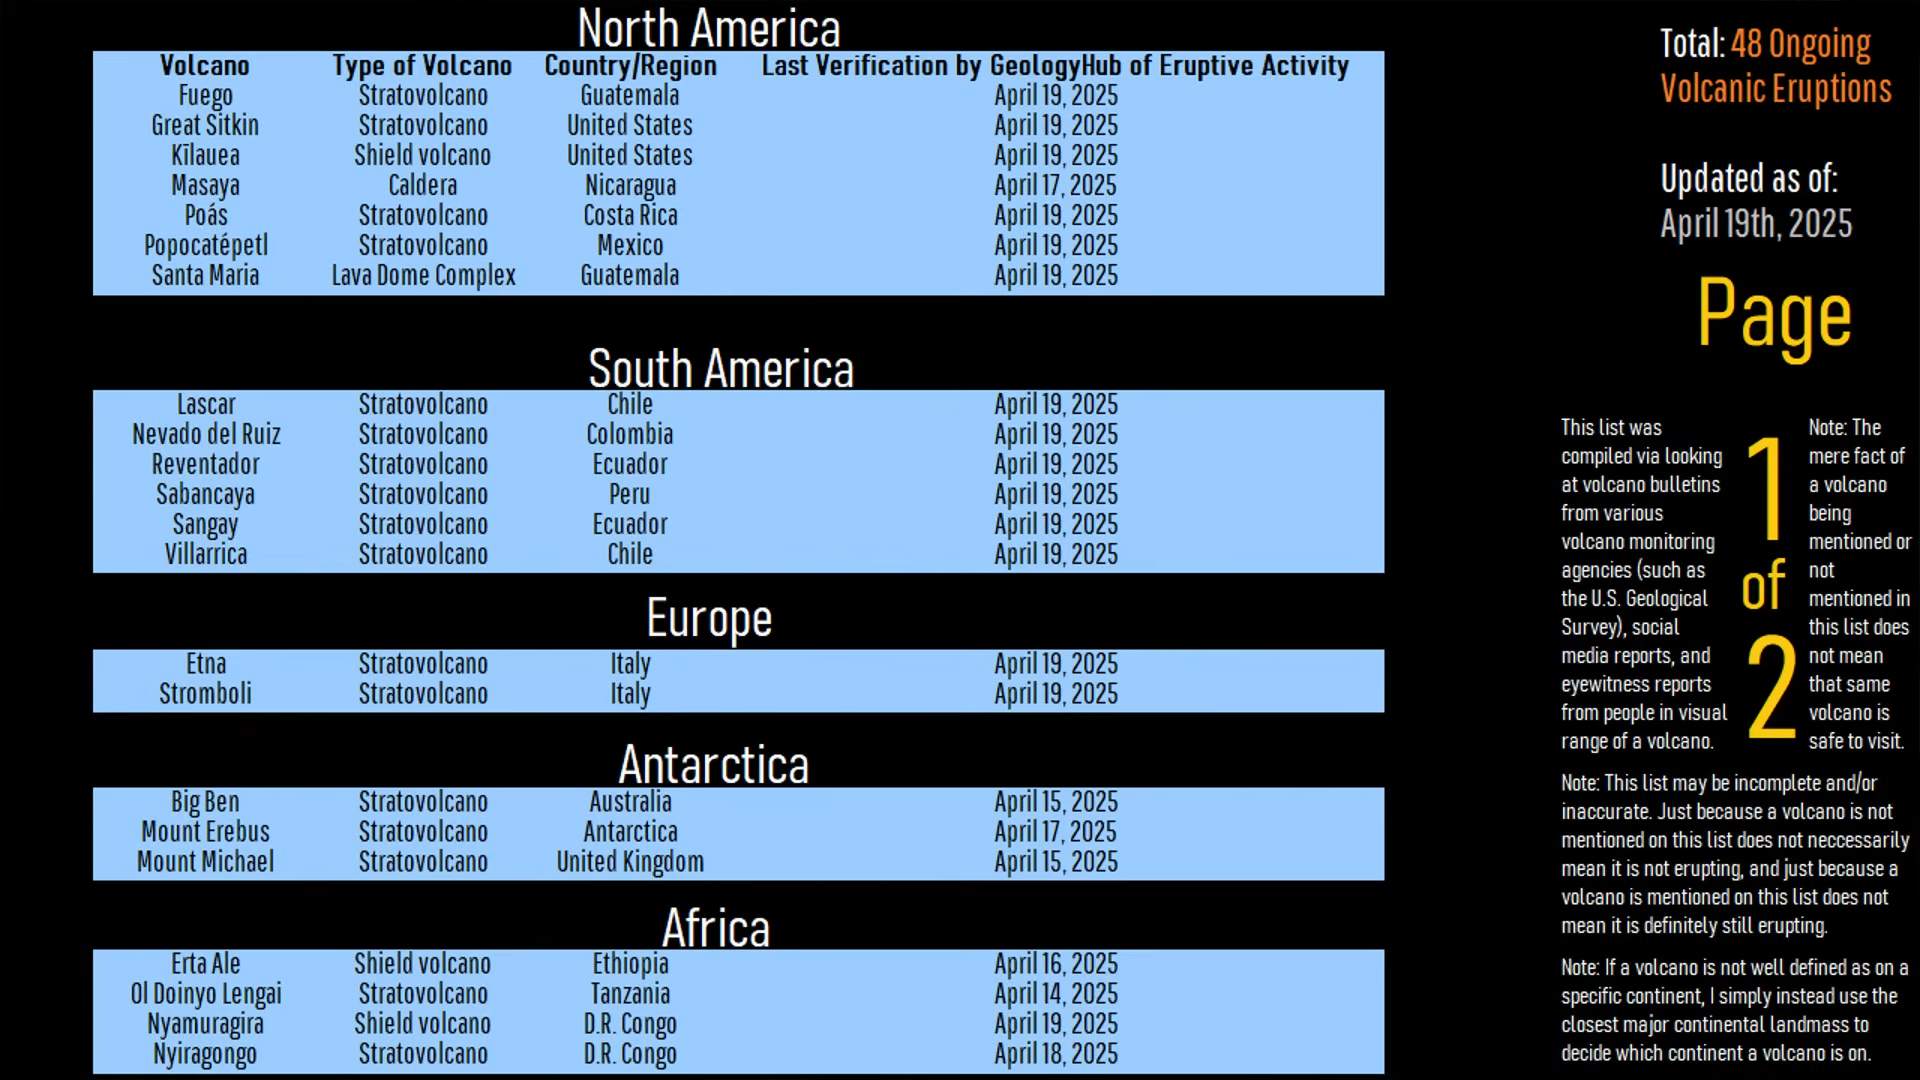 North America
Volcano Type of Volcano Country/Region Last Verification by GeologyHub of Eruptive Activity
Fuego Stratovolcano Guatemala April 19, 2025
Great Sitkin Stratovolcano United States April 19, 2025
Kīlauea Shield volcano United States April 19, 2025
Masaya Caldera Nicaragua April 17, 2025
Poás Stratovolcano Costa Rica April 19, 2025
Popocatépetl Stratovolcano Mexico April 19, 2025
Santa Maria Lava Dome Complex Guatemala April 19, 2025
South America
Lascar Stratovolcano Chile April 19, 2025
Nevado del Ruiz Stratovolcano Colombia April 19, 2025
Reventador Stratovolcano Ecuador April 19, 2025
Sabancaya Stratovolcano Peru April 19, 2025
Sangay Stratovolcano Ecuador April 19, 2025
Villarrica Stratovolcano Chile April 19, 2025
Europe
Etna Stratovolcano Italy April 19, 2025
Stromboli Stratovolcano Italy April 19, 2025
Antarctica
Big Ben Stratovolcano Australia April 15, 2025
Mount Erebus Stratovolcano Antarctica April 17, 2025
Mount Michael Stratovolcano United Kingdom April 15, 2025
Africa
Erta Ale Shield volcano Ethiopia April 16, 2025
Ol Doinyo Lengai Stratovolcano Tanzania April 14, 2025
Nyamuragira Shield volcano D.R. Congo April 19, 2025
Nyiragongo Stratovolcano D.R. Congo April 18, 2025
Total: 48 Ongoing
Volcanic Eruptions
Updated as of:
April 19th, 2025
Page
1
of
2
This list was
compiled via looking
at volcano bulletins
from various
volcano monitoring
agencies (such as
the U.S. Geological
Survey), social
media reports, and
eyewitness reports
from people in visual
range of a volcano.
Note: The
mere fact of
a volcano
being
mentioned or
not
mentioned in
this list does
not mean
that same
volcano is
safe to visit.
Note: This list may be incomplete and/or
inaccurate. Just because a volcano is not
mentioned on this list does not neccessarily
mean it is not erupting, and just because a
volcano is mentioned on this list does not
mean it is definitely still erupting.
Note: If a volcano is not well defined as on a
specific continent, I simply instead use the
closest major continental landmass to
decide which continent a volcano is on.